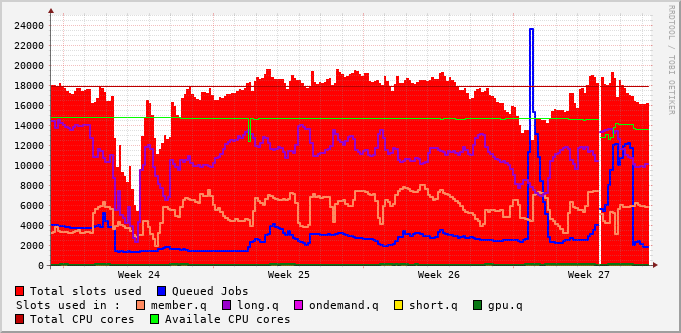 24000
22000
20000
18000
16000
14000
12000
10000
8000
6000
4000
2000
0
Week 24 Week 25 Week 26 Week 27
Total slots used Queued Jobs
Slots used in : member.q long.q ondemand.q short.q gpu.q
Total CPU cores Availale CPU cores
RRDTOOL / TOBI OETIKER